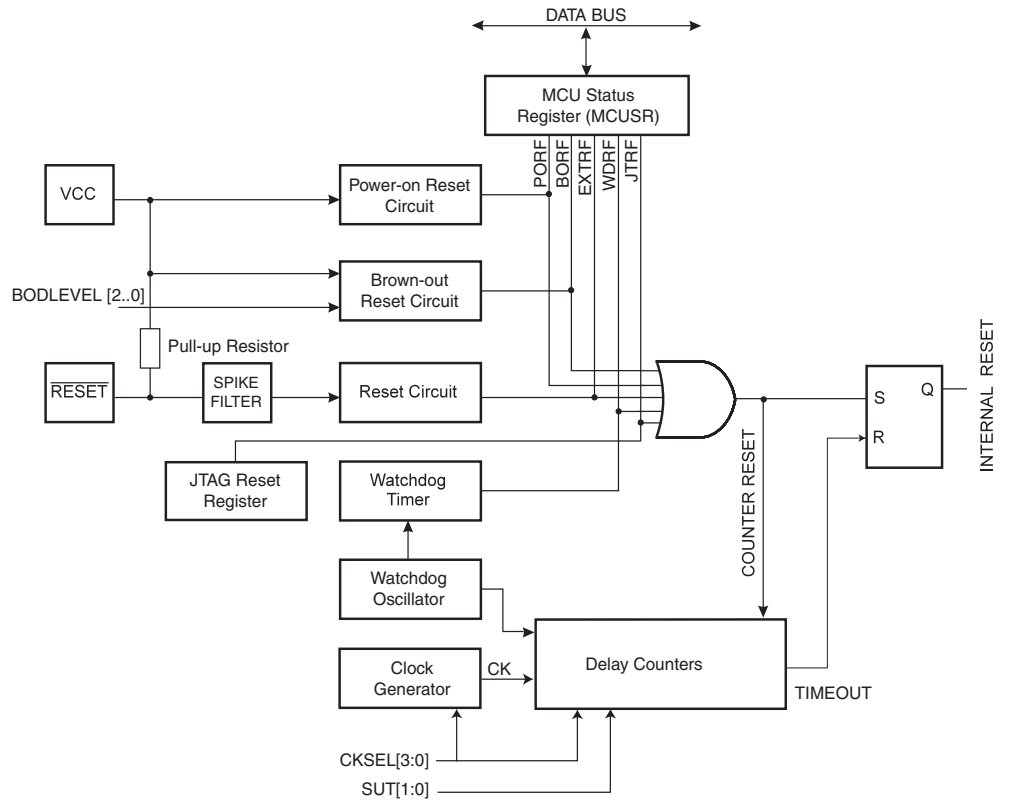 DATA BUS
MCU Status
Register (MCUSR)
PORF
BORF
EXTRF
WDRF
JTRF
VCC
Power-on Reset
Circuit
Brown-out
Reset Circuit
BODLEVEL [2..0]
Pull-up Resistor
RESET
SPIKE
FILTER
Reset Circuit
JTAG Reset
Register
Watchdog
Timer
Watchdog
Oscillator
Clock
Generator
CK
CKSEL[3:0]
SUT[1:0]
Delay Counters
COUNTER RESET
TIMEOUT
S
R
Q
INTERNAL RESET